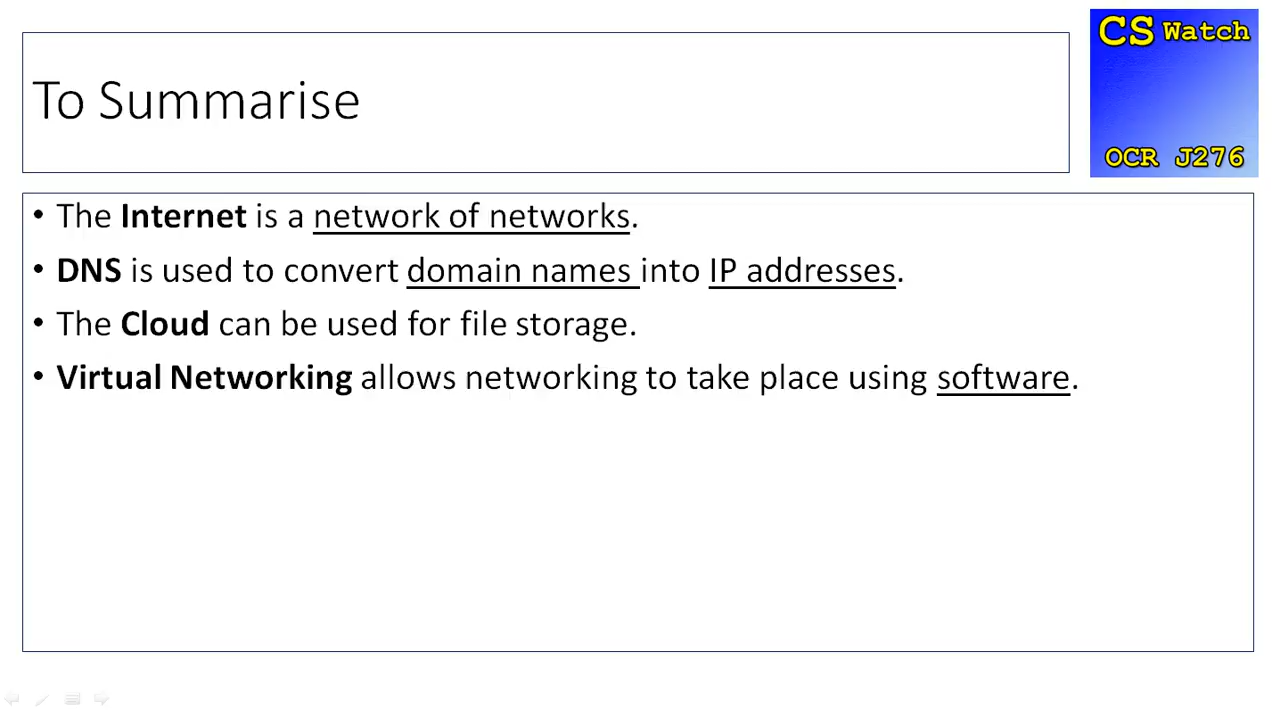 CS Watch
To Summarise
OCR J276
• The Internet is a network of networks.
• DNS is used to convert domain names into IP addresses.
• The Cloud can be used for file storage.
• Virtual Networking allows networking to take place using software.